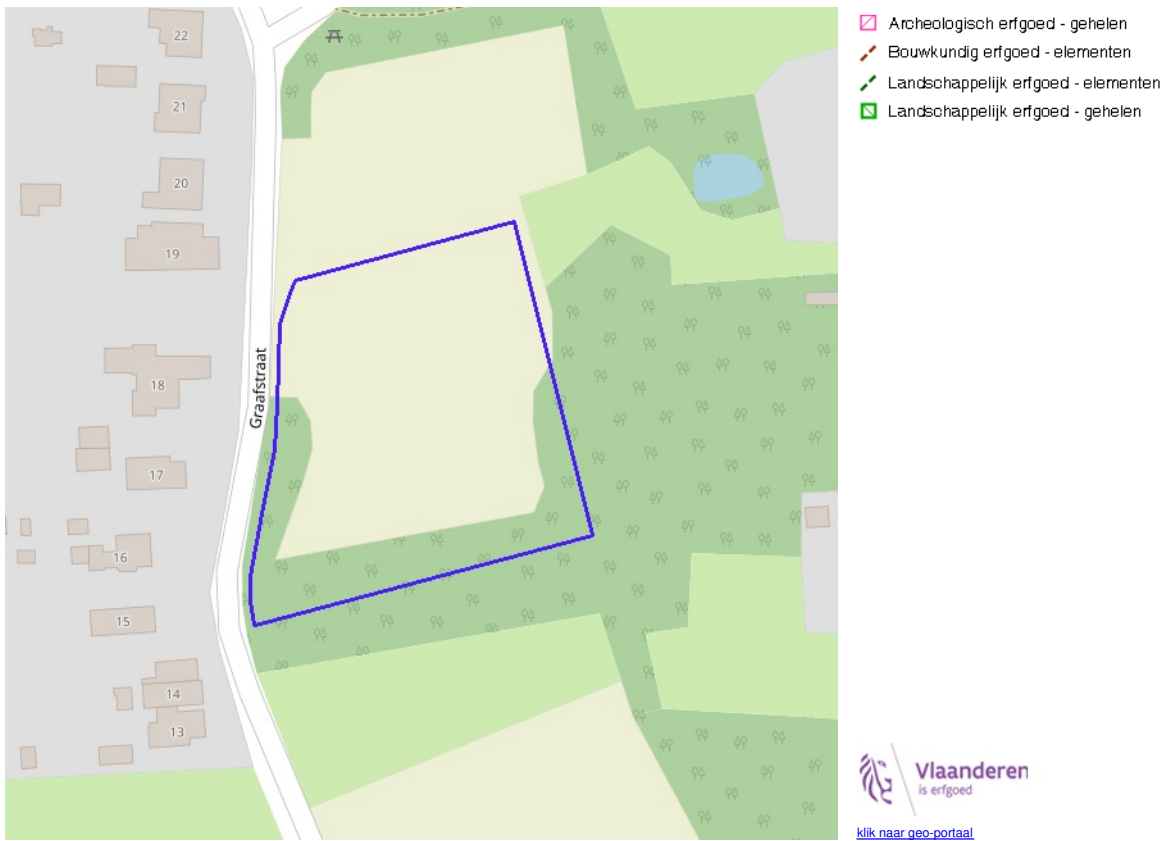 22
21
20
19
18
17
16
15
14
13
Graafstraat
Archeologisch erfgoed - gehelen
Bouwkundig erfgoed - elementen
Landschappelijk erfgoed - elementen
Landschappelijk erfgoed - gehelen
Vlaanderen
is erfgoed
klik naar geo-portaal